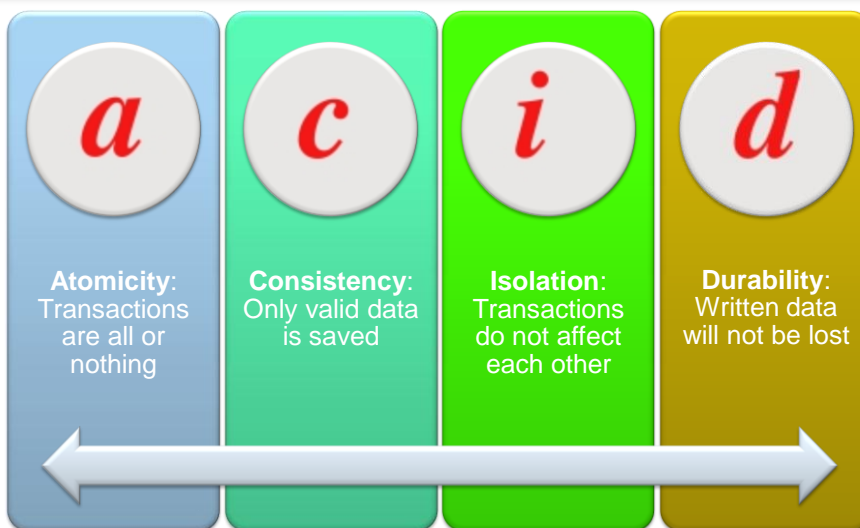 a
c
i
d
Atomicity:
Transactions
are all or
nothing
Consistency:
Only valid data
is saved
Isolation:
Transactions
do not affect
each other
Durability:
Written data
will not be lost